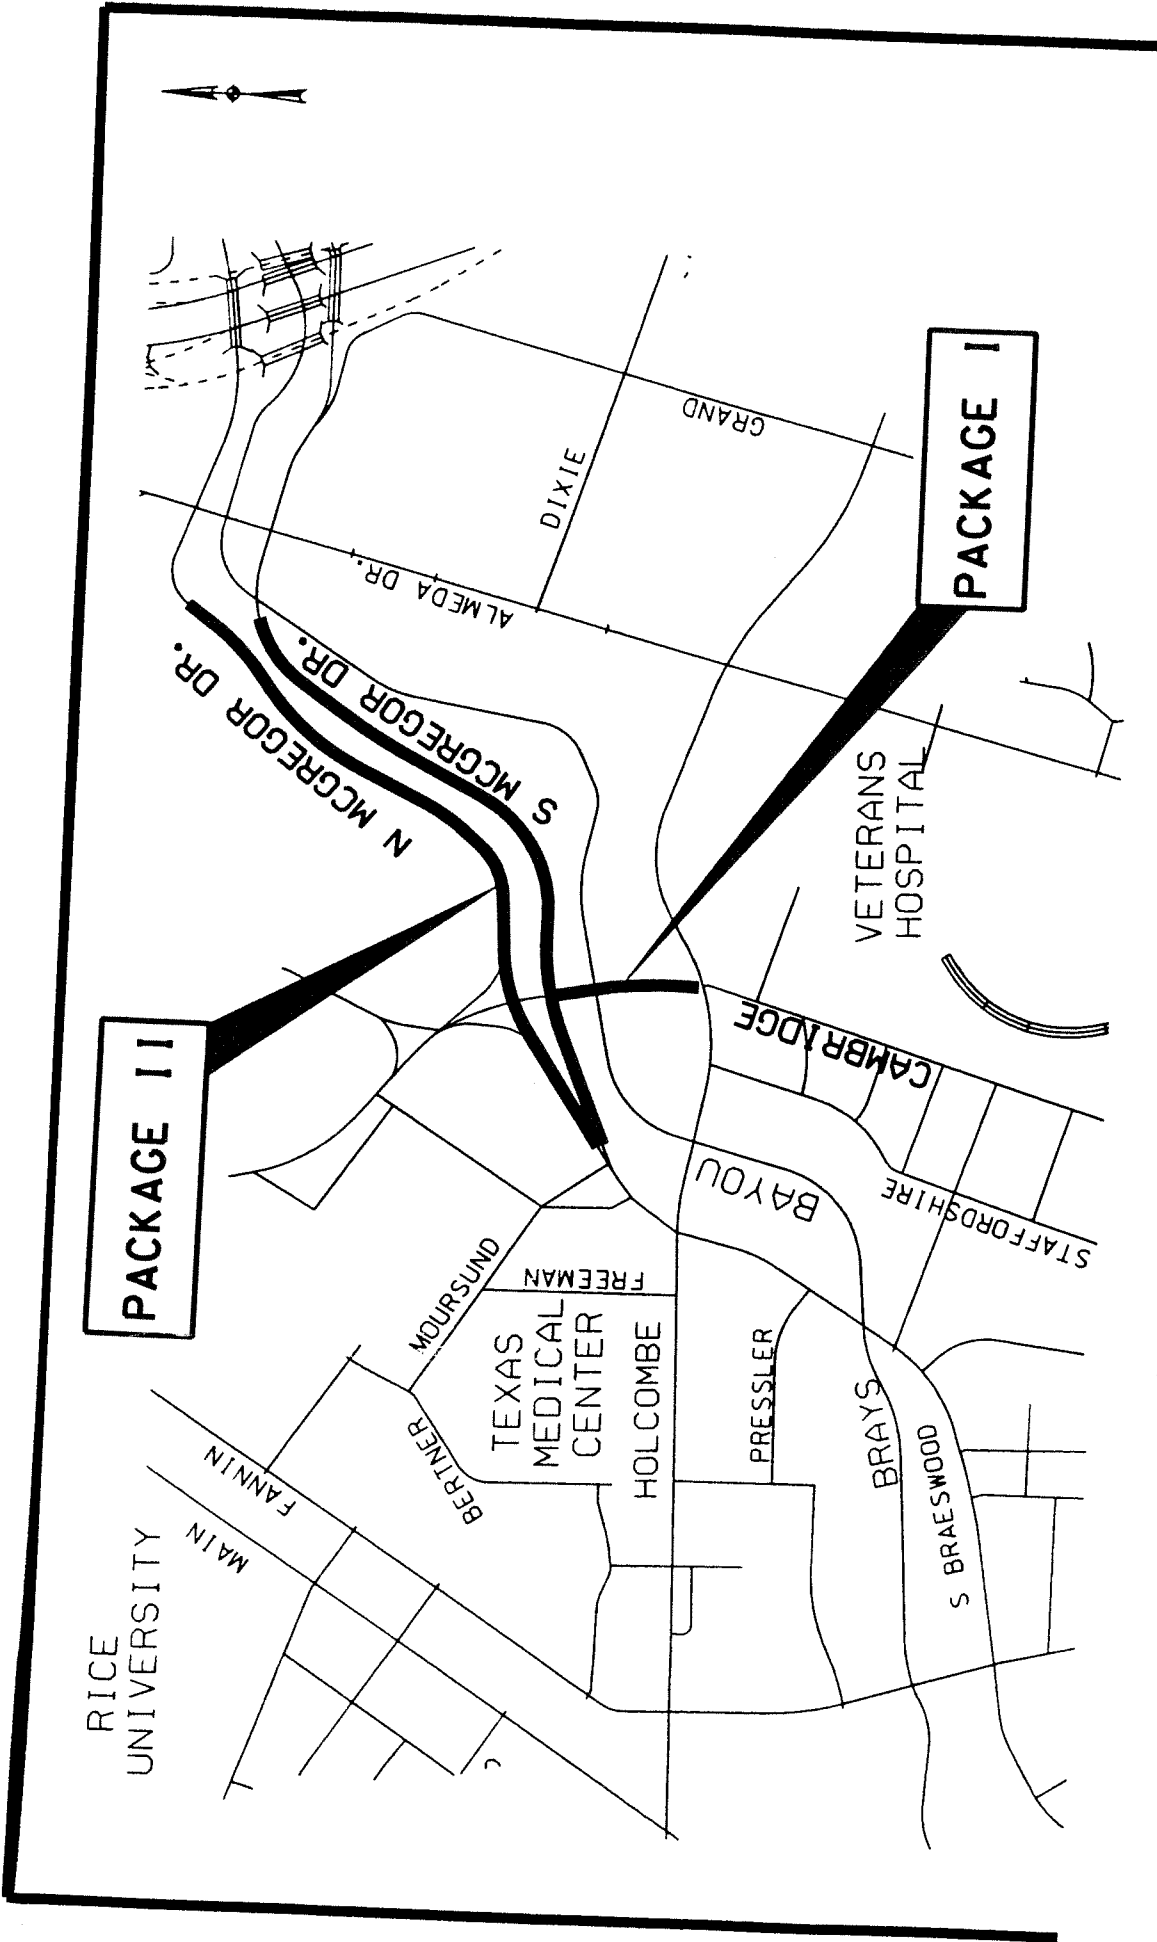 RICE
UNIVERSITY
MAIN
FANNIN
BERTNER
MOURSUND
TEXAS
MEDICAL
CENTER
FREEMAN
HOLCOMBE
PRESSLER
BRAYS
BAYOU
S BRAESWOOD
STAFFORDSHIRE
CAMBRIDGE
PACKAGE II
N MCGREGOR DR.
S MCGREGOR DR.
ALMEDA DR.
DIXIE
GRAND
VETERANS
HOSPITAL
PACKAGE I